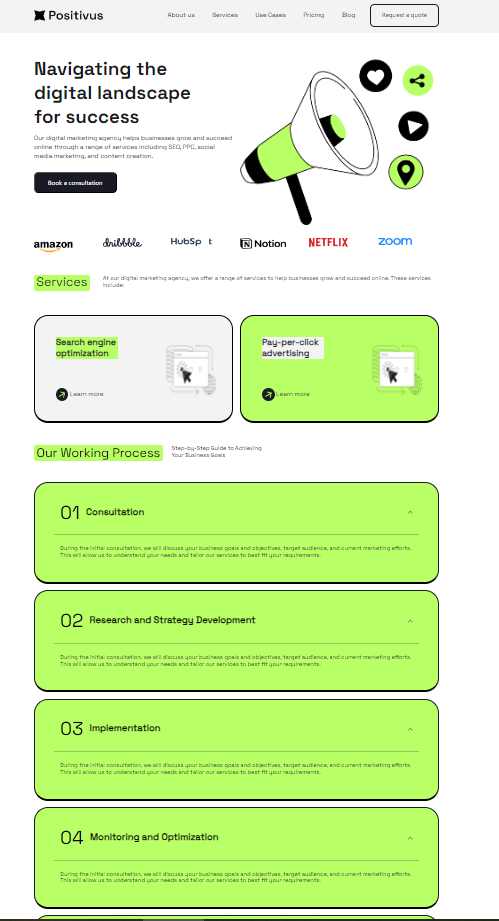 Positivus
About us
Services
Use Cases
Pricing
Blog
Request a quote
Navigating the
digital landscape
for success
Our digital marketing agency helps businesses grow and succeed
online through a range of services including SEO, PPC, social
media marketing, and content creation.
Book a consultation
amazon
dribbble
HubSp t
Notion
NETFLIX
zoom
Services
At our digital marketing agency, we offer a range of services to help businesses grow and succeed online. These services
include:
Search engine
optimization
Learn more
Pay-per-click
advertising
Learn more
Our Working Process
Step-by-Step Guide to Achieving
Your Business Goals
01 Consultation
During the initial consultation, we will discuss your business goals and objectives, target audience, and current marketing efforts.
This will allow us to understand your needs and tailor our services to best fit your requirements.
02 Research and Strategy Development
During the initial consultation, we will discuss your business goals and objectives, target audience, and current marketing efforts.
This will allow us to understand your needs and tailor our services to best fit your requirements.
03 Implementation
During the initial consultation, we will discuss your business goals and objectives, target audience, and current marketing efforts.
This will allow us to understand your needs and tailor our services to best fit your requirements.
04 Monitoring and Optimization
During the initial consultation, we will discuss your business goals and objectives, target audience, and current marketing efforts.
This will allow us to understand your needs and tailor our services to best fit your requirements.